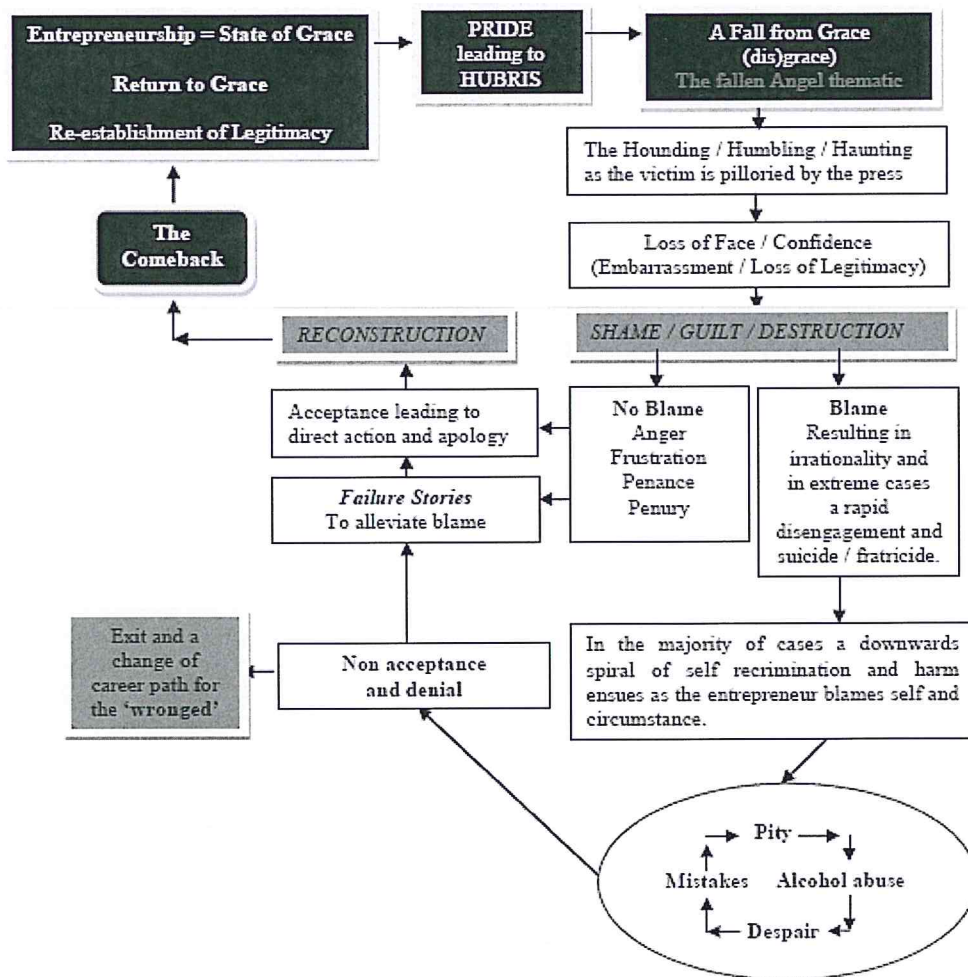 Entrepreneurship = State of Grace
Return to Grace
Re-establishment of Legitimacy
PRIDE
leading to
HUBRIS
A Fall from Grace
(dis)grace)
The fallen Angel thematic
The Hounding / Humbling / Haunting
as the victim is pilloried by the press
The
Comeback
Loss of Face / Confidence
(Embarrassment / Loss of Legitimacy)
RECONSTRUCTION
SHAME / GUILT / DESTRUCTION
Acceptance leading to
direct action and apology
Failure Stories
To alleviate blame
No Blame
Anger
Frustration
Penance
Penury
Blame
Resulting in
irrationality and
in extreme cases
a rapid
disengagement and
suicide / fratricide.
Exit and a
change of
career path for
the ‘wronged’
Non acceptance
and denial
In the majority of cases a downwards
spiral of self recrimination and harm
ensues as the entrepreneur blames self and
circumstance.
Pity
Mistakes
Alcohol abuse
Despair